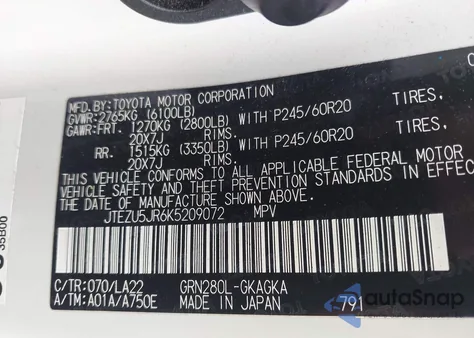 MFD.BY:TOYOTA MOTOR CORPORATION
GVWR:2765KG (6100LB)
GAWR:FRT. 1270KG (2800LB) WITH P245/60R20 TIRES,
20X7J RIMS.
RR. 1515KG (3350LB) WITH P245/60R20 TIRES,
20X7J RIMS.
THIS VEHICLE CONFORMS TO ALL APPLICABLE FEDERAL MOTOR
VEHICLE SAFETY AND THEFT PREVENTION STANDARDS IN EFFEC
THE DATE OF MANUFACTURE SHOWN ABOVE.
JTEZU5JR6K5209072 MPV
C/TR:070/LA22 GRN280L-GKAGKA
A/TM:A01A/A750E MADE IN JAPAN 791
35B00
autoSnap